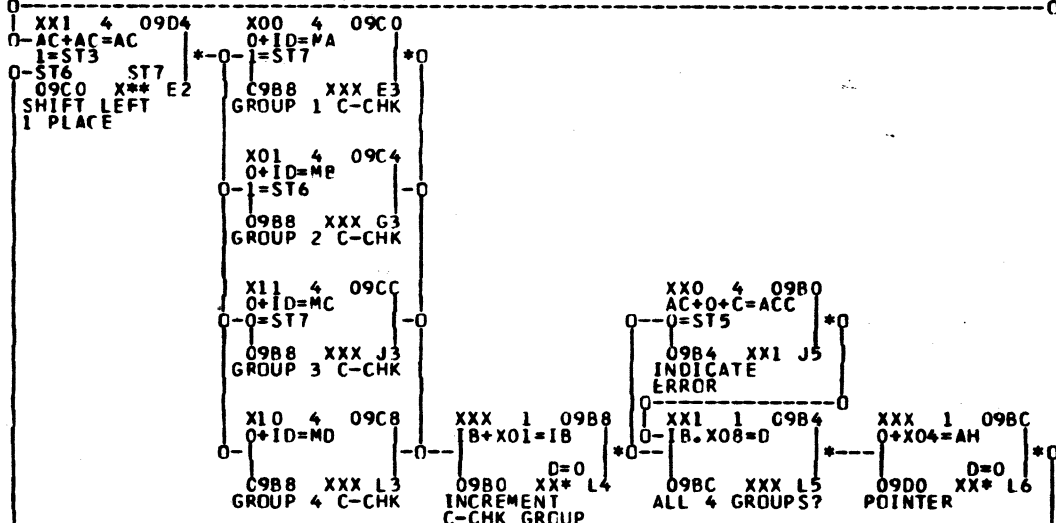 XX1 4 09D4
AC+AC=AC
1=ST3
ST6 ST7
09C0 X** E2
SHIFT LEFT
1 PLACE
X00 4 09C0
0+ID=MA
1=ST7
C9B8 XXX E3
GROUP 1 C-CHK
X01 4 09C4
0+ID=MB
1=ST6
09B8 XXX G3
GROUP 2 C-CHK
X11 4 09CC
0+ID=MC
0=ST7
09B8 XXX J3
GROUP 3 C-CHK
X10 4 09C8
0+ID=MD
C9B8 XXX L3
GROUP 4 C-CHK
XXX 1 09B8
IB+X01=IB
D=0
09B0 XX* L4
INCREMENT
C-CHK GROUP
XX0 4 09B0
AC+0+C=ACC
0=ST5
09B4 XX1 J5
INDICATE
ERROR
XX1 1 09B4
IB.X08=D
09BC XXX L5
ALL 4 GROUPS?
XXX 1 09BC
0+X04=AH
D=0
09D0 XX* L6
POINTER